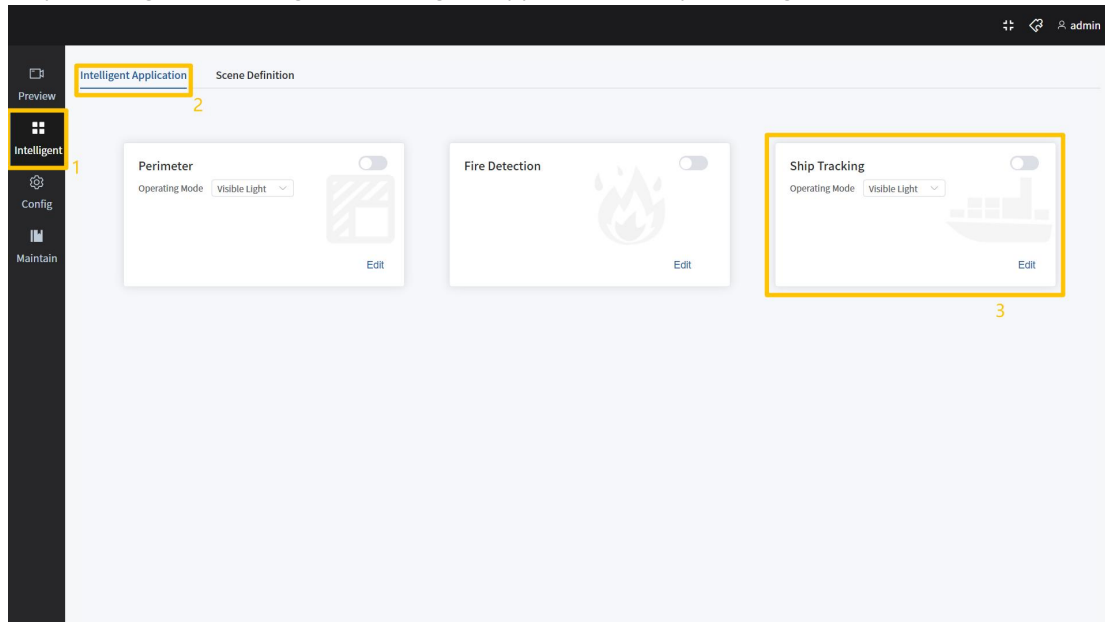 admin
Preview
Intelligent
Config
Maintain
1
Intelligent Application
Scene Definition
2
Perimeter
Operating Mode Visible Light
Edit
Fire Detection
Edit
Ship Tracking
Operating Mode Visible Light
Edit
3